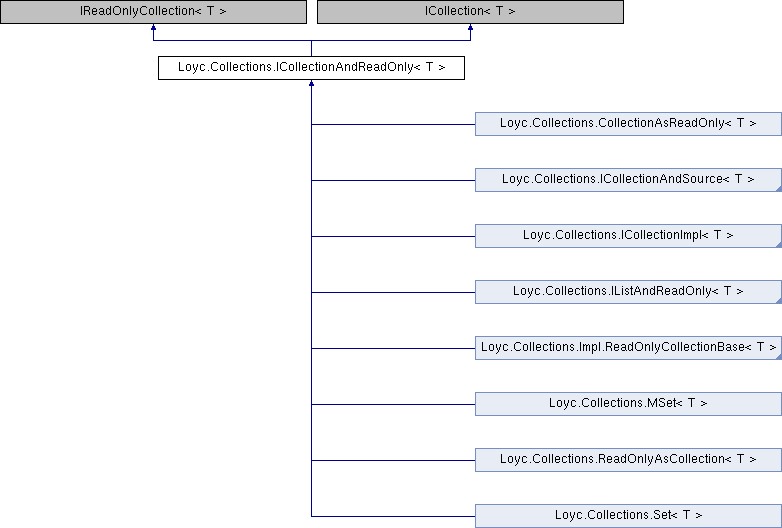 IReadOnlyCollection< T >
ICollection< T >
Loyc.Collections.ICollectionAndReadOnly< T >
Loyc.Collections.CollectionAsReadOnly< T >
Loyc.Collections.ICollectionAndSource< T >
Loyc.Collections.ICollectionImpl< T >
Loyc.Collections.IListAndReadOnly< T >
Loyc.Collections.Impl.ReadOnlyCollectionBase< T >
Loyc.Collections.MSet< T >
Loyc.Collections.ReadOnlyAsCollection< T >
Loyc.Collections.Set< T >